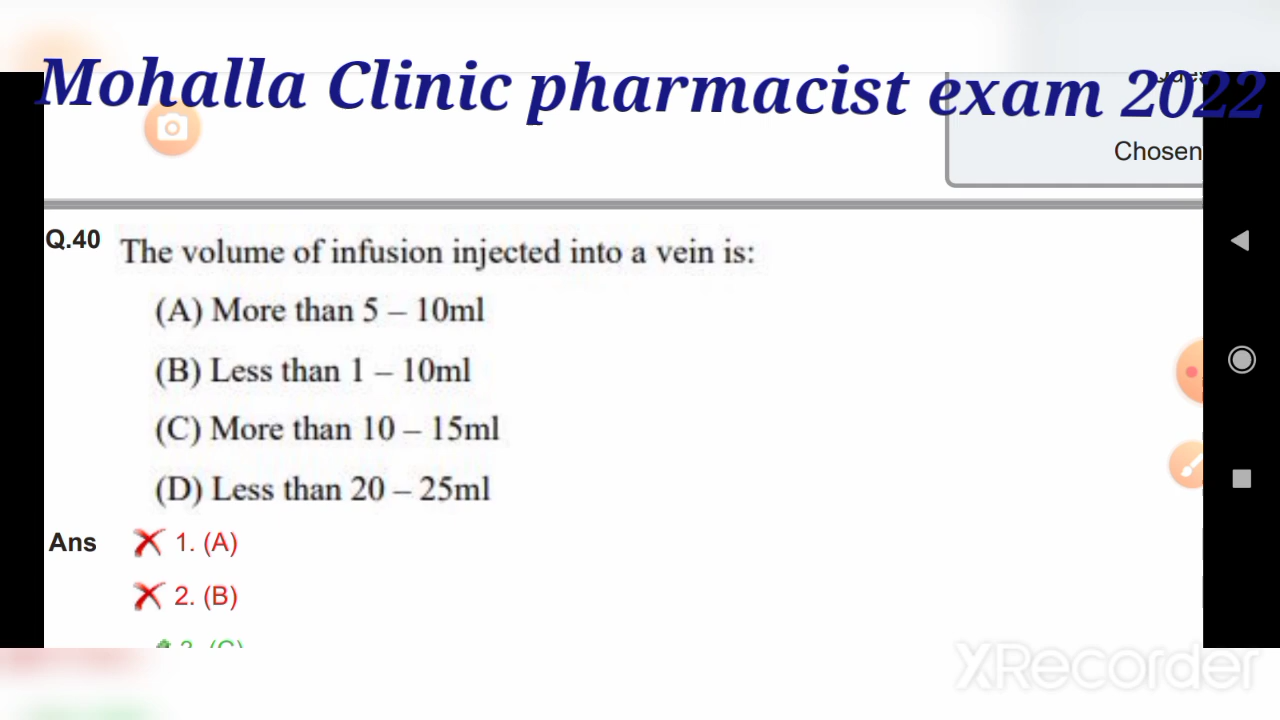 Mohalla Clinic pharmacist exam 2022
Chosen
Q.40 The volume of infusion injected into a vein is:
(A) More than 5 – 10ml
(B) Less than 1 – 10ml
(C) More than 10 – 15ml
(D) Less than 20 – 25ml
Ans 1. (A)
2. (B)
3. (C)
XRecorder